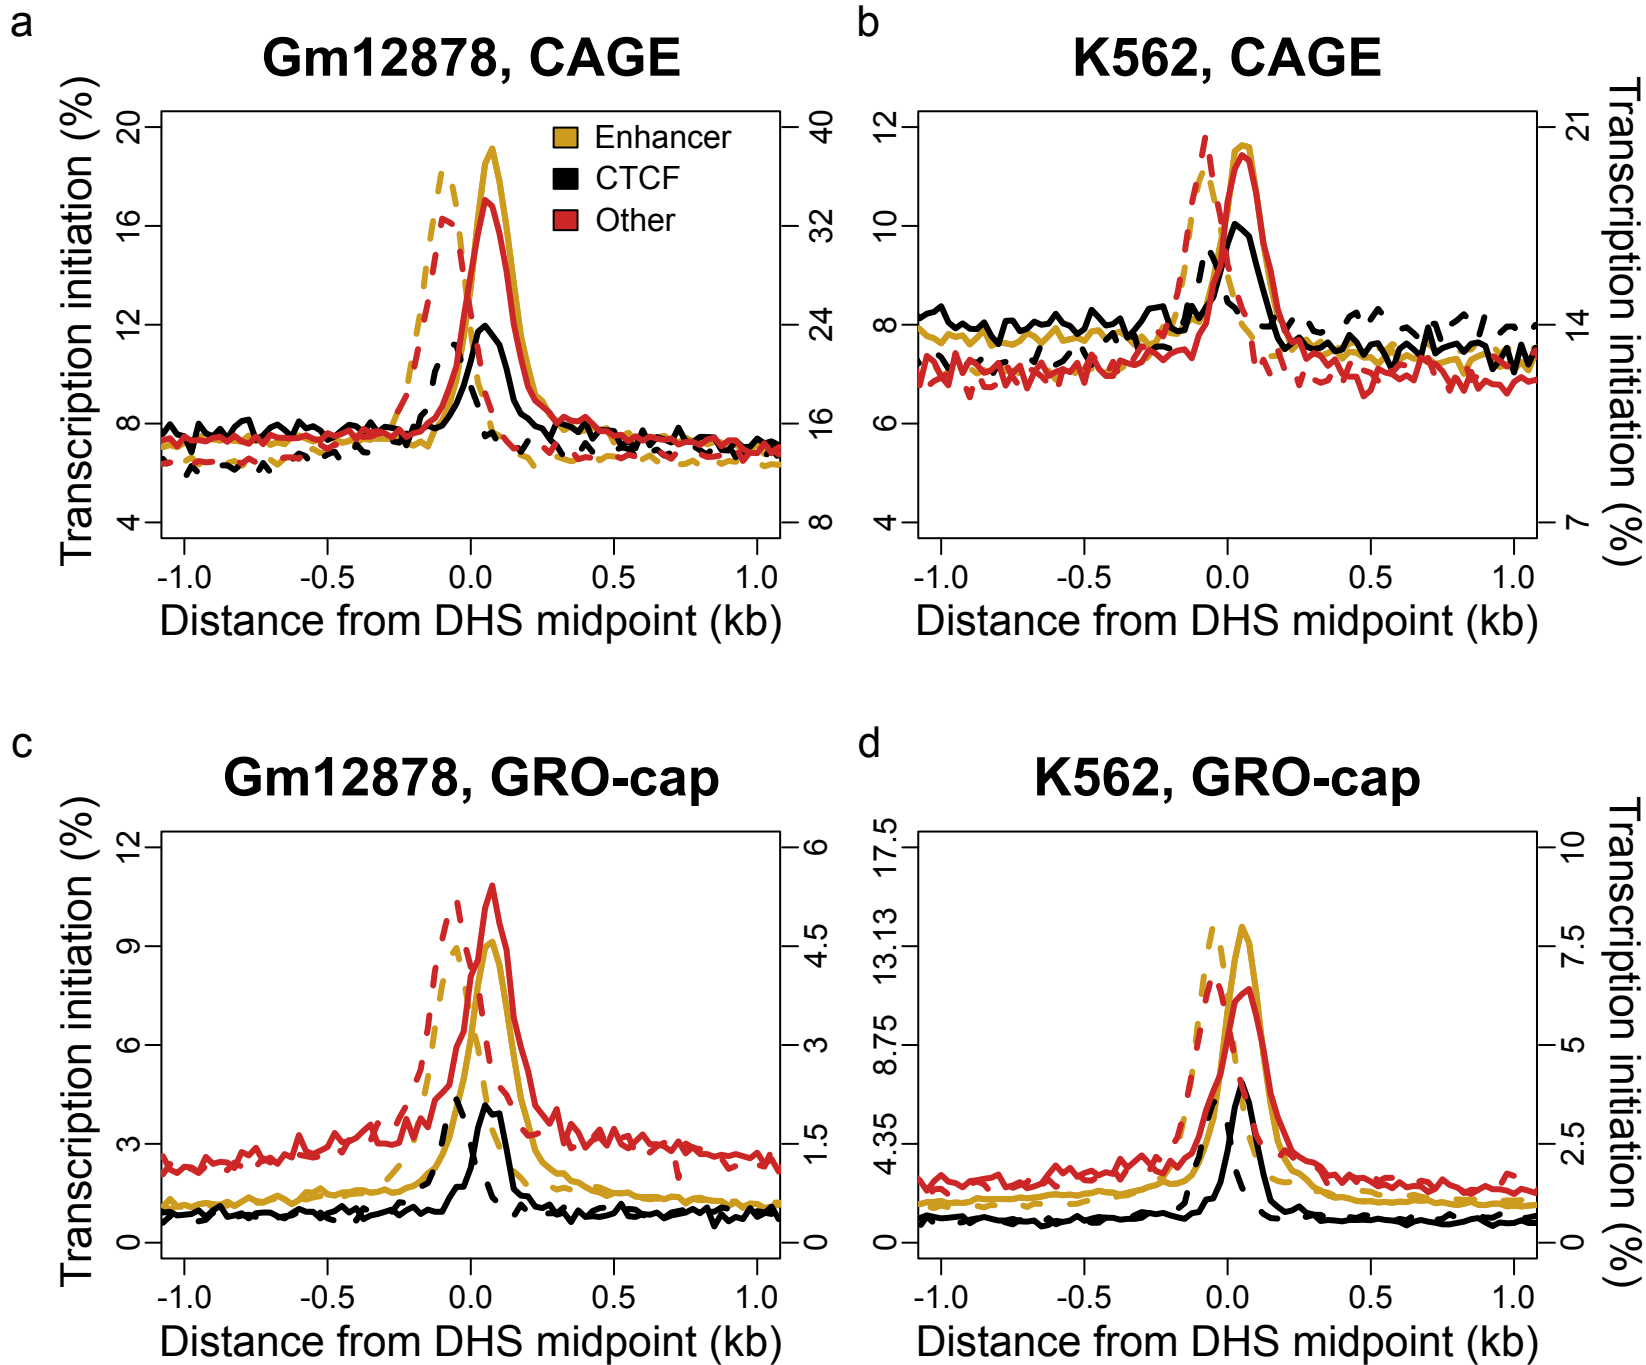 a
Gm12878, CAGE
Transcription initiation (%)
20
16
12
8
4
40
32
24
16
8
Enhancer
CTCF
Other
-1.0 -0.5 0.0 0.5 1.0
Distance from DHS midpoint (kb)
b
K562, CAGE
12
10
8
6
4
21
14
7
Transcription initiation (%)
-1.0 -0.5 0.0 0.5 1.0
Distance from DHS midpoint (kb)
c
Gm12878, GRO-cap
Transcription initiation (%)
12
9
6
3
0
6
4.5
3
1.5
0
-1.0 -0.5 0.0 0.5 1.0
Distance from DHS midpoint (kb)
d
K562, GRO-cap
17.5
13.13
8.75
4.35
0
10
7.5
5
2.5
0
Transcription initiation (%)
-1.0 -0.5 0.0 0.5 1.0
Distance from DHS midpoint (kb)